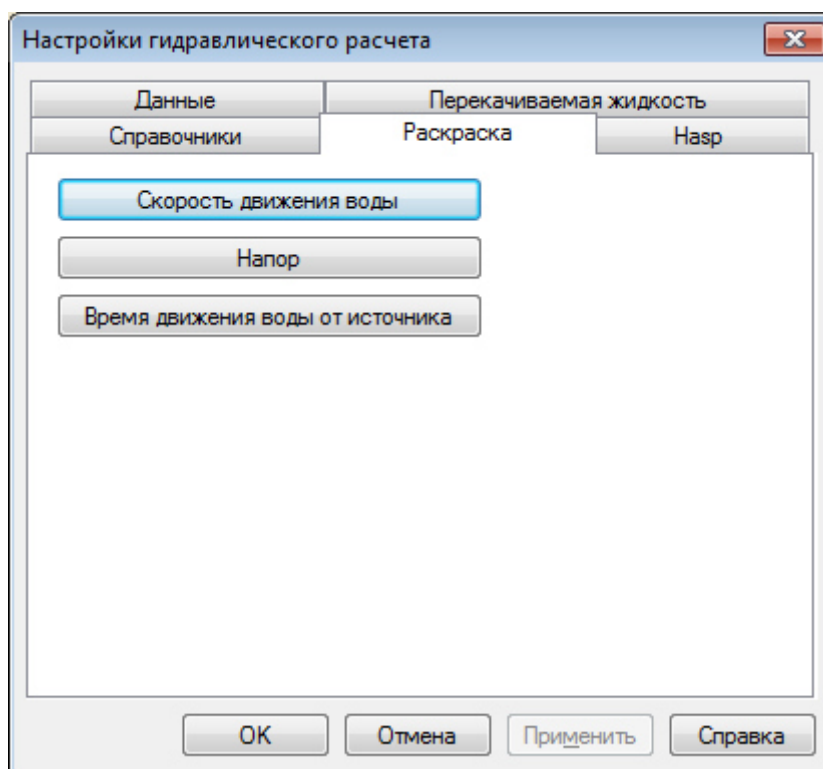 Настройки гидравлического расчета
Данные Перекачиваемая жидкость
Справочники Раскраска Hasp
Скорость движения воды
Напор
Время движения воды от источника
OK Отмена Применить Справка